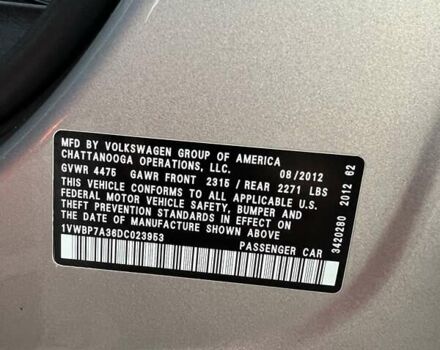 MFD BY VOLKSWAGEN GROUP OF AMERICA
CHATTANOOGA OPERATIONS, LLC. 08/2012
GVWR 4475 GAWR FRONT 2315 / REAR 2271 LBS
THIS VEHICLE CONFORMS TO ALL APPLICABLE U.S.
FEDERAL MOTOR VEHICLE SAFETY, BUMPER AND
THEFT PREVENTION STANDARDS IN EFFECT ON
THE DATE OF MANUFACTURE SHOWN ABOVE
1VWBP7A36DC023953 PASSENGER CAR
3420280 2012 62